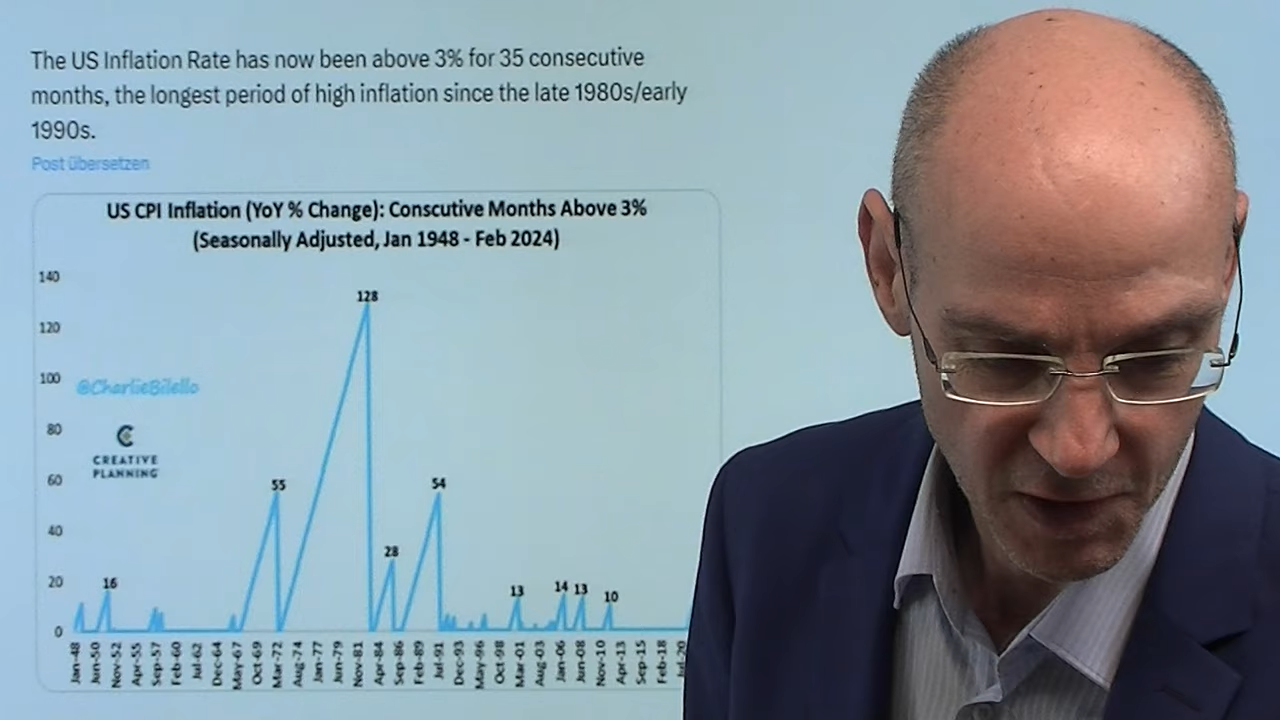 The US Inflation Rate has now been above 3% for 35 consecutive
months, the longest period of high inflation since the late 1980s/early
1990s.
Post übersetzen
US CPI Inflation (YoY % Change): Conscutive Months Above 3%
(Seasonally Adjusted, Jan 1948 - Feb 2024)
140
120
100
80
60
40
20
0
@CharlieBilello
CREATIVE
PLANNING
16
55
128
28
54
13
14
13
10
Jan-48
Jun-50
Nov-52
Apr-55
Sep-57
Feb-60
Jul-62
Dec-64
May-67
Oct-69
Mar-72
Aug-74
Jan-77
Jun-79
Nov-81
Apr-84
Sep-86
Feb-89
Jul-91
Dec-93
May-96
Oct-98
Mar-01
Aug-03
Jan-06
Jun-08
Nov-10
Apr-13
Sep-15
Feb-18
Jul-20